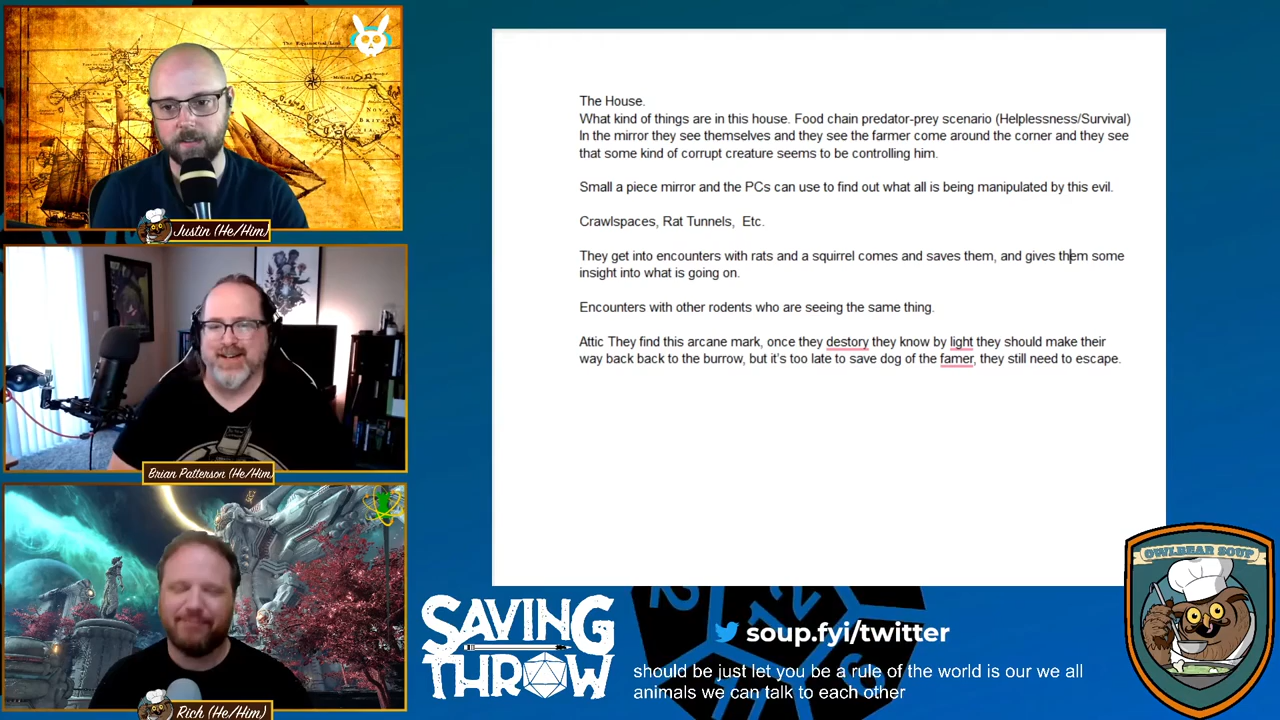 Justin (He/Him)
Brian Patterson (He/Him)
Rich (He/Him)
The House.
What kind of things are in this house. Food chain predator-prey scenario (Helplessness/Survival)
In the mirror they see themselves and they see the farmer come around the corner and they see
that some kind of corrupt creature seems to be controlling him.
Small a piece mirror and the PCs can use to find out what all is being manipulated by this evil.
Crawlspaces, Rat Tunnels,  Etc.
They get into encounters with rats and a squirrel comes and saves them, and gives them some
insight into what is going on.
Encounters with other rodents who are seeing the same thing.
Attic They find this arcane mark, once they destory they know by light they should make their
way back back to the burrow, but it's too late to save dog of the famer, they still need to escape.
SAVING
THROW
soup.fyi/twitter
should be just let you be a rule of the world is our we all
animals we can talk to each other
OWLBEAR SOUP